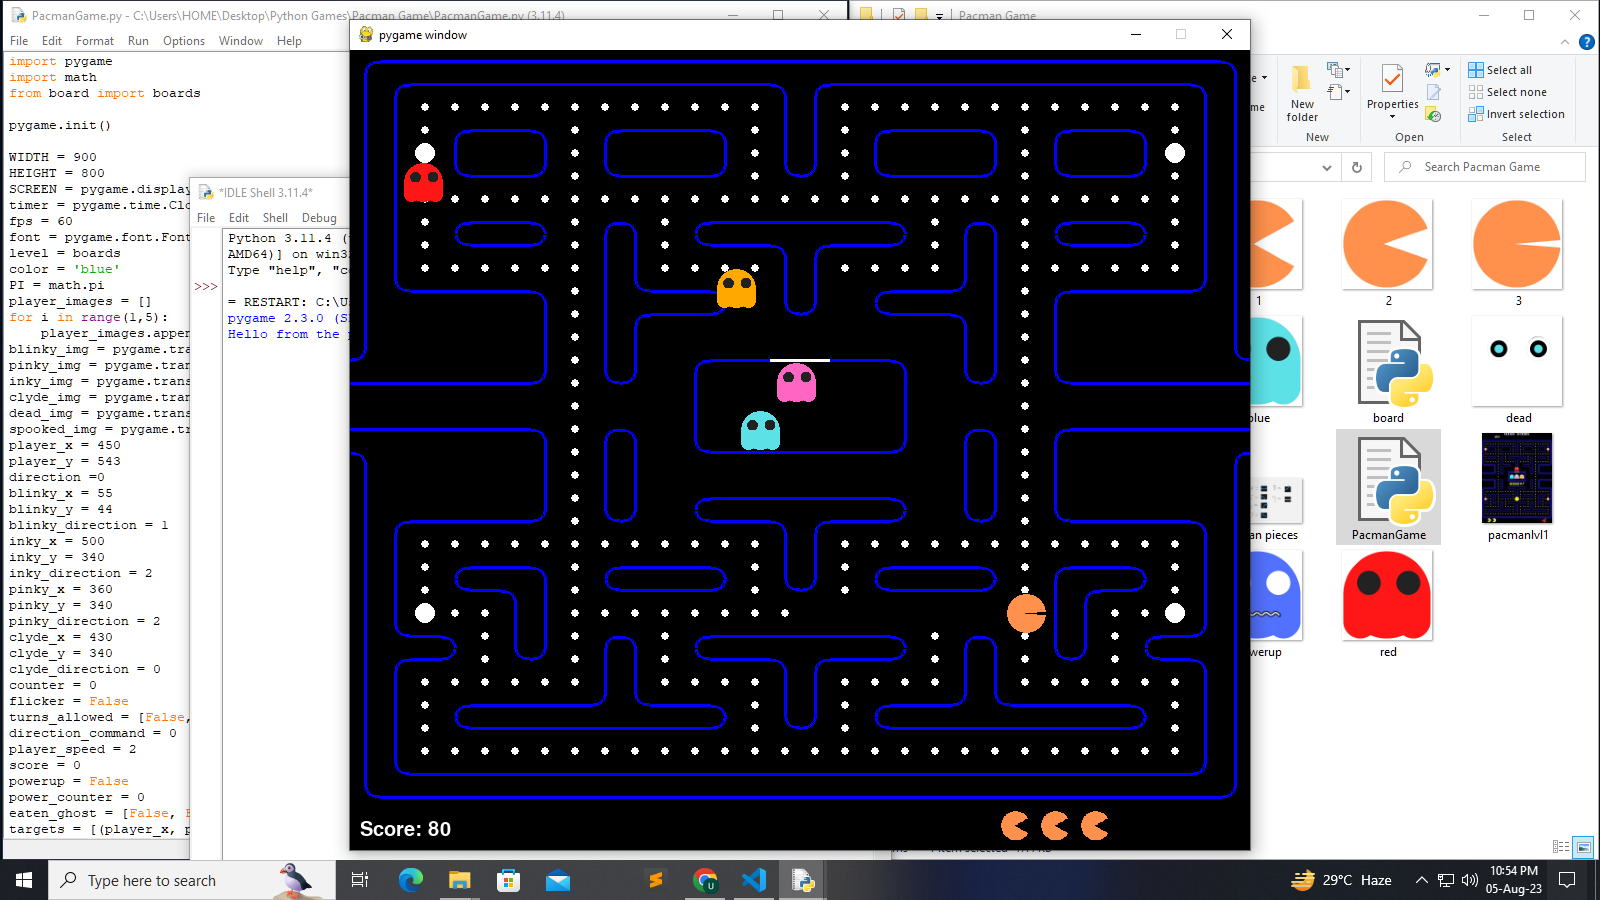 PacmanGame.py - C:\Users\HOME\Desktop\Python Games\Pacman Game\PacmanGame.py (3.11.4)
File Edit Format Run Options Window Help
import pygame
import math
from board import boards
pygame.init()
WIDTH = 900
HEIGHT = 800
SCREEN = pygame.display
timer = pygame.time.Clo
fps = 60
font = pygame.font.Font
level = boards
color = 'blue'
PI = math.pi
player_images = []
for i in range(1,5):
player_images.appen
blinky_img = pygame.tra
pinky_img = pygame.tran
inky_img = pygame.trans
clyde_img = pygame.tran
dead_img = pygame.trans
spooked_img = pygame.tr
player_x = 450
player_y = 543
direction =0
blinky_x = 55
blinky_y = 44
blinky_direction = 1
inky_x = 500
inky_y = 340
inky_direction = 2
pinky_x = 360
pinky_y = 340
pinky_direction = 2
clyde_x = 430
clyde_y = 340
clyde_direction = 0
counter = 0
flicker = False
turns_allowed = [False,
direction_command = 0
player_speed = 2
score = 0
powerup = False
power_counter = 0
eaten_ghost = [False,
targets = [(player_x, p
*IDLE Shell 3.11.4*
File Edit Shell Debug
Python 3.11.4 (
AMD64)] on win3
Type "help", "c
>>>
= RESTART: C:\U
pygame 2.3.0 (S
Hello from the
pygame window
Score: 80
Pacman Game
New folder
New
Properties
Open
Select all
Select none
Invert selection
Select
Search Pacman Game
1
2
3
board
dead
PacmanGame
pacmanlvl1
red
Type here to search
29°C Haze
10:54 PM
05-Aug-23